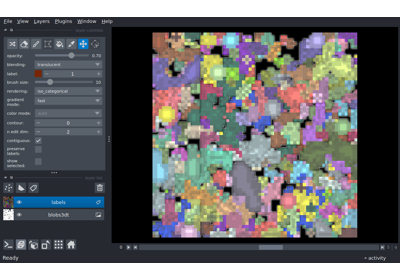 File View Layers Plugins Window Help
opacity: 0.70
blending: translucent
label: 1
brush size: 10
rendering: iso_categorical
gradient mode: fast
color mode:
contour: 0
n edit dim: 2
contiguous:
preserve labels:
show selected:
labels
blobs3dt
0
Ready
activity